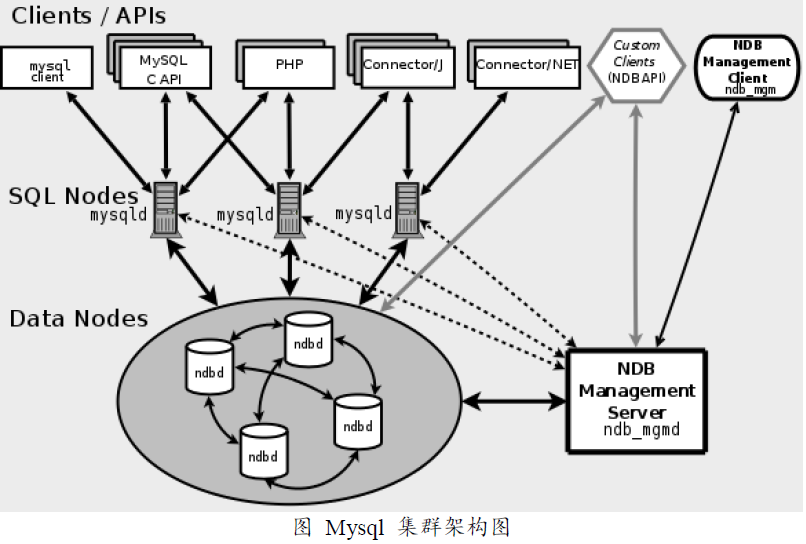 Clients / APIs
mysql
client
MySQL
C API
PHP
Connector/J
Connector/NET
Custom
Clients
(NDBAPI)
NDB
Management
Client
ndb_mgm
SQL Nodes
mysqld
mysqld
mysqld
Data Nodes
ndbd
ndbd
ndbd
ndbd
NDB
Management
Server
ndb_mgmd
图 Mysql 集群架构图